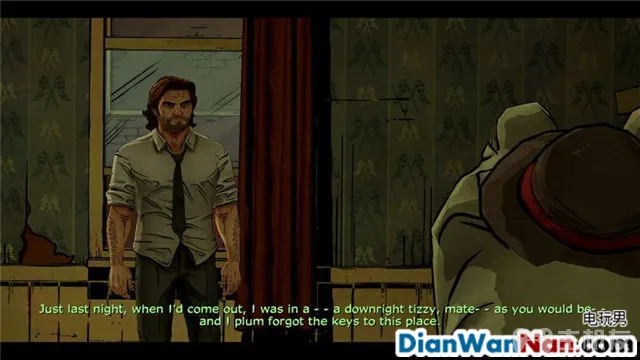 Just last night, when I'd come out, I was in a - - a downright tizzy, mate- - as you would be-
and I plum forgot the keys to this place.
电玩男
DianWanNan.com